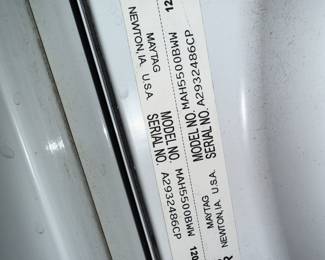 12
MAYTAG
NEWTON,IA. U.S.A.
MODEL NO. MAH5500BWW
SERIAL NO. A2932486CP
MAYTAG
NEWTON,IA. U.S.A.
MODEL NO. MAH5500BWW
SERIAL NO. A2932486CP
1202